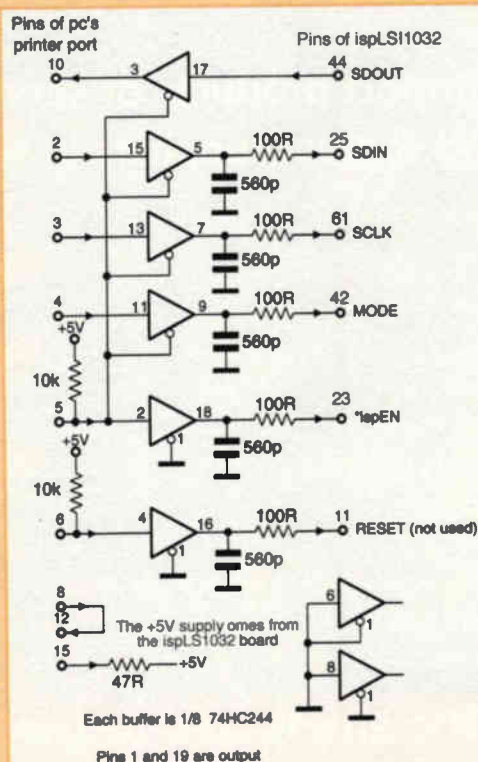 Pins of pc's
printer port
Pins of ispLSI1032
10
3
17
44
SDOUT
2
15
5
100R
25
SDIN
560p
3
13
7
100R
61
SCLK
560p
4
11
9
100R
42
MODE
560p
+5V
10k
5
2
18
100R
23
*ispEN
1
560p
+5V
10k
6
4
16
100R
11
RESET (not used)
1
560p
8
12
The +5V supply omes from
the ispLS1032 board
15
47R
+5V
6
1
8
1
Each buffer is 1/8 74HC244
Pins 1 and 19 are output